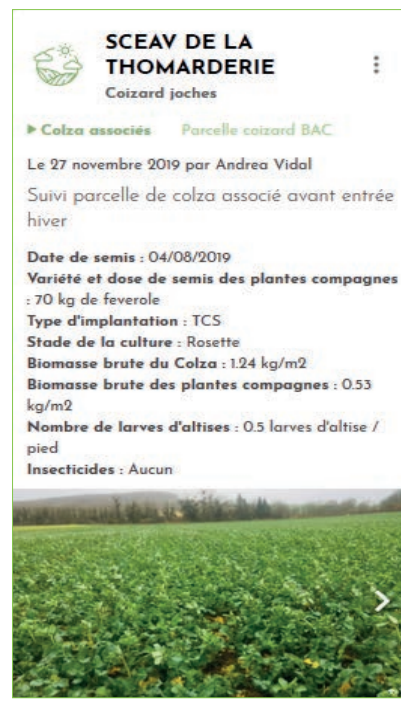 SCEAV DE LA
THOMARDERIE
Coizard joches
Colza associés Parcelle coizard BAC
Le 27 novembre 2019 par Andrea Vidal
Suivi parcelle de colza associé avant entrée
hiver
Date de semis : 04/08/2019
Variété et dose de semis des plantes compagnes
: 70 kg de feverole
Type d'implantation : TCS
Stade de la culture : Rosette
Biomasse brute du Colza : 1.24 kg/m2
Biomasse brute des plantes compagnes : 0.53
kg/m2
Nombre de larves d'altises : 0.5 larves d'altise /
pied
Insecticides : Aucun